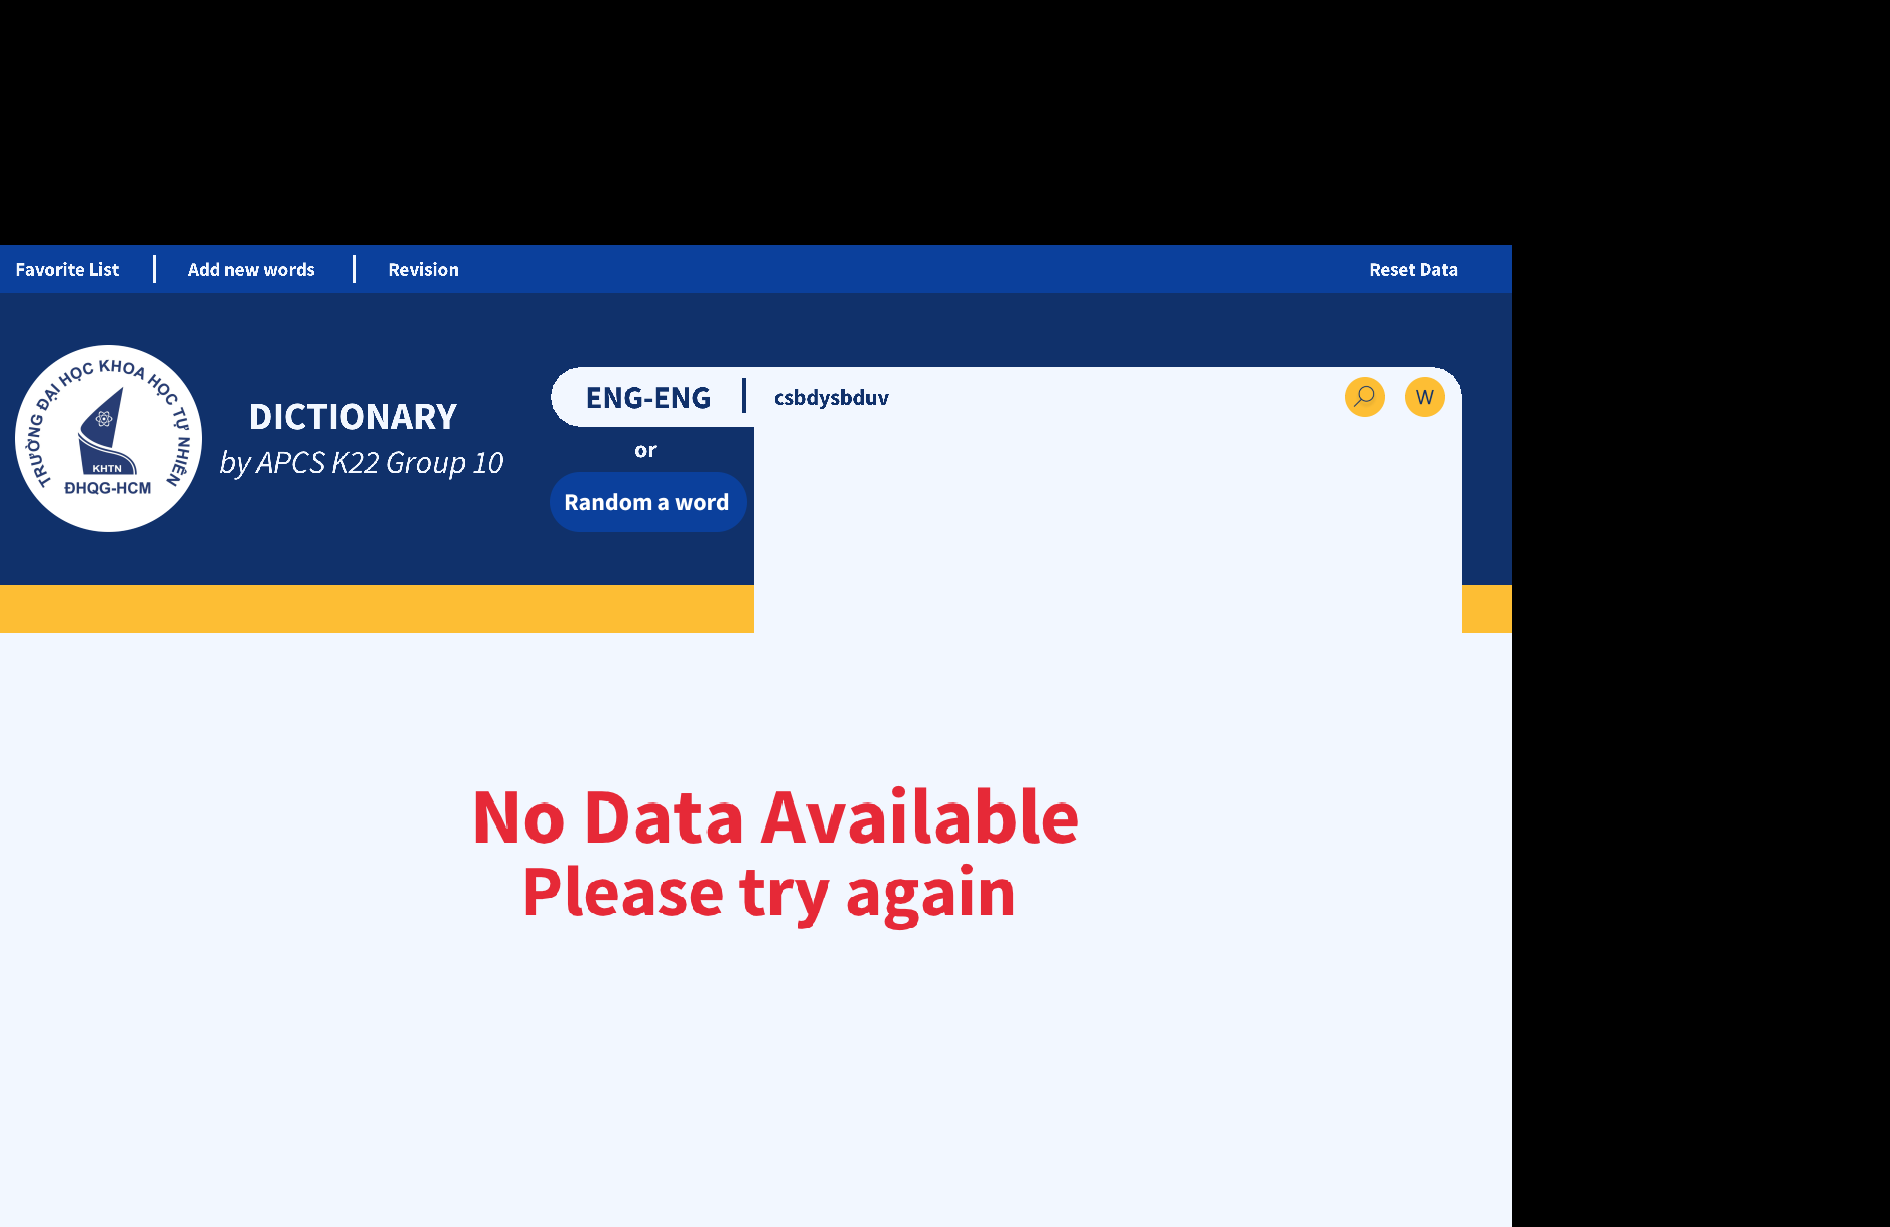 Favorite List
Add new words
Revision
Reset Data
TRƯỜNG ĐẠI HỌC KHOA HỌC TỰ NHIÊN
KHTN
ĐHQG-HCM
DICTIONARY
by APCS K22 Group 10
ENG-ENG
csbdysbduv
W
or
Random a word
No Data Available
Please try again